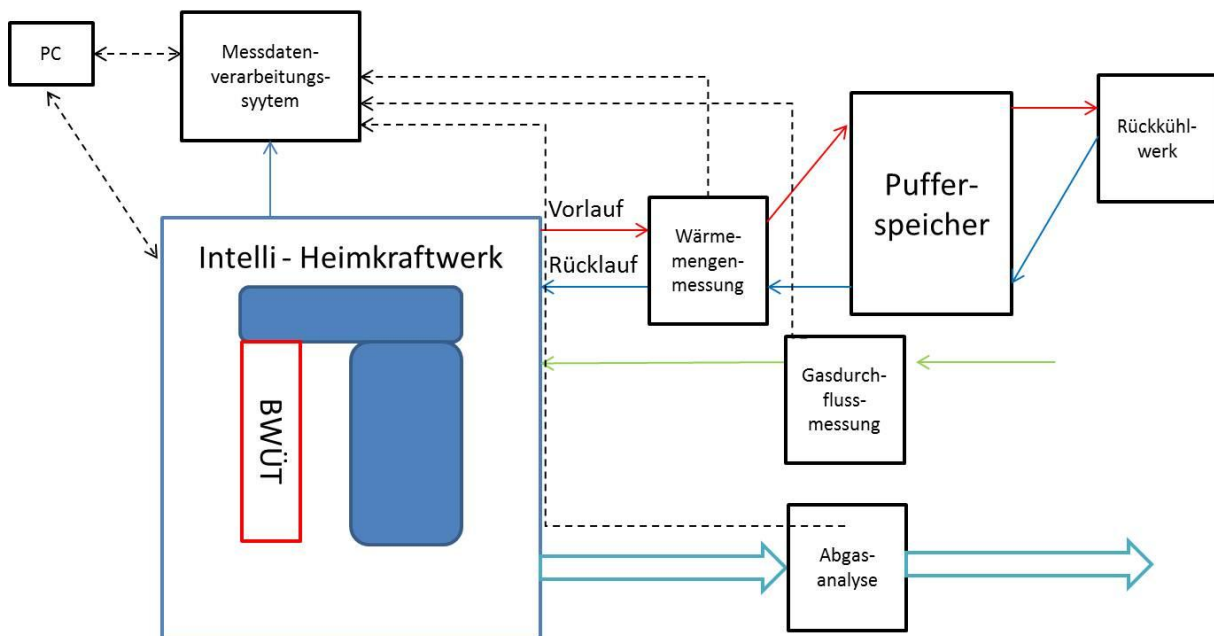 PC
Messdaten-
verarbeitungs-
syytem
Rückkühl-
werk
Puffer-
speicher
Vorlauf
Rücklauf
Wärme-
mengen-
messung
Intelli - Heimkraftwerk
BWÜT
Gasdurch-
fluss-
messung
Abgas-
analyse